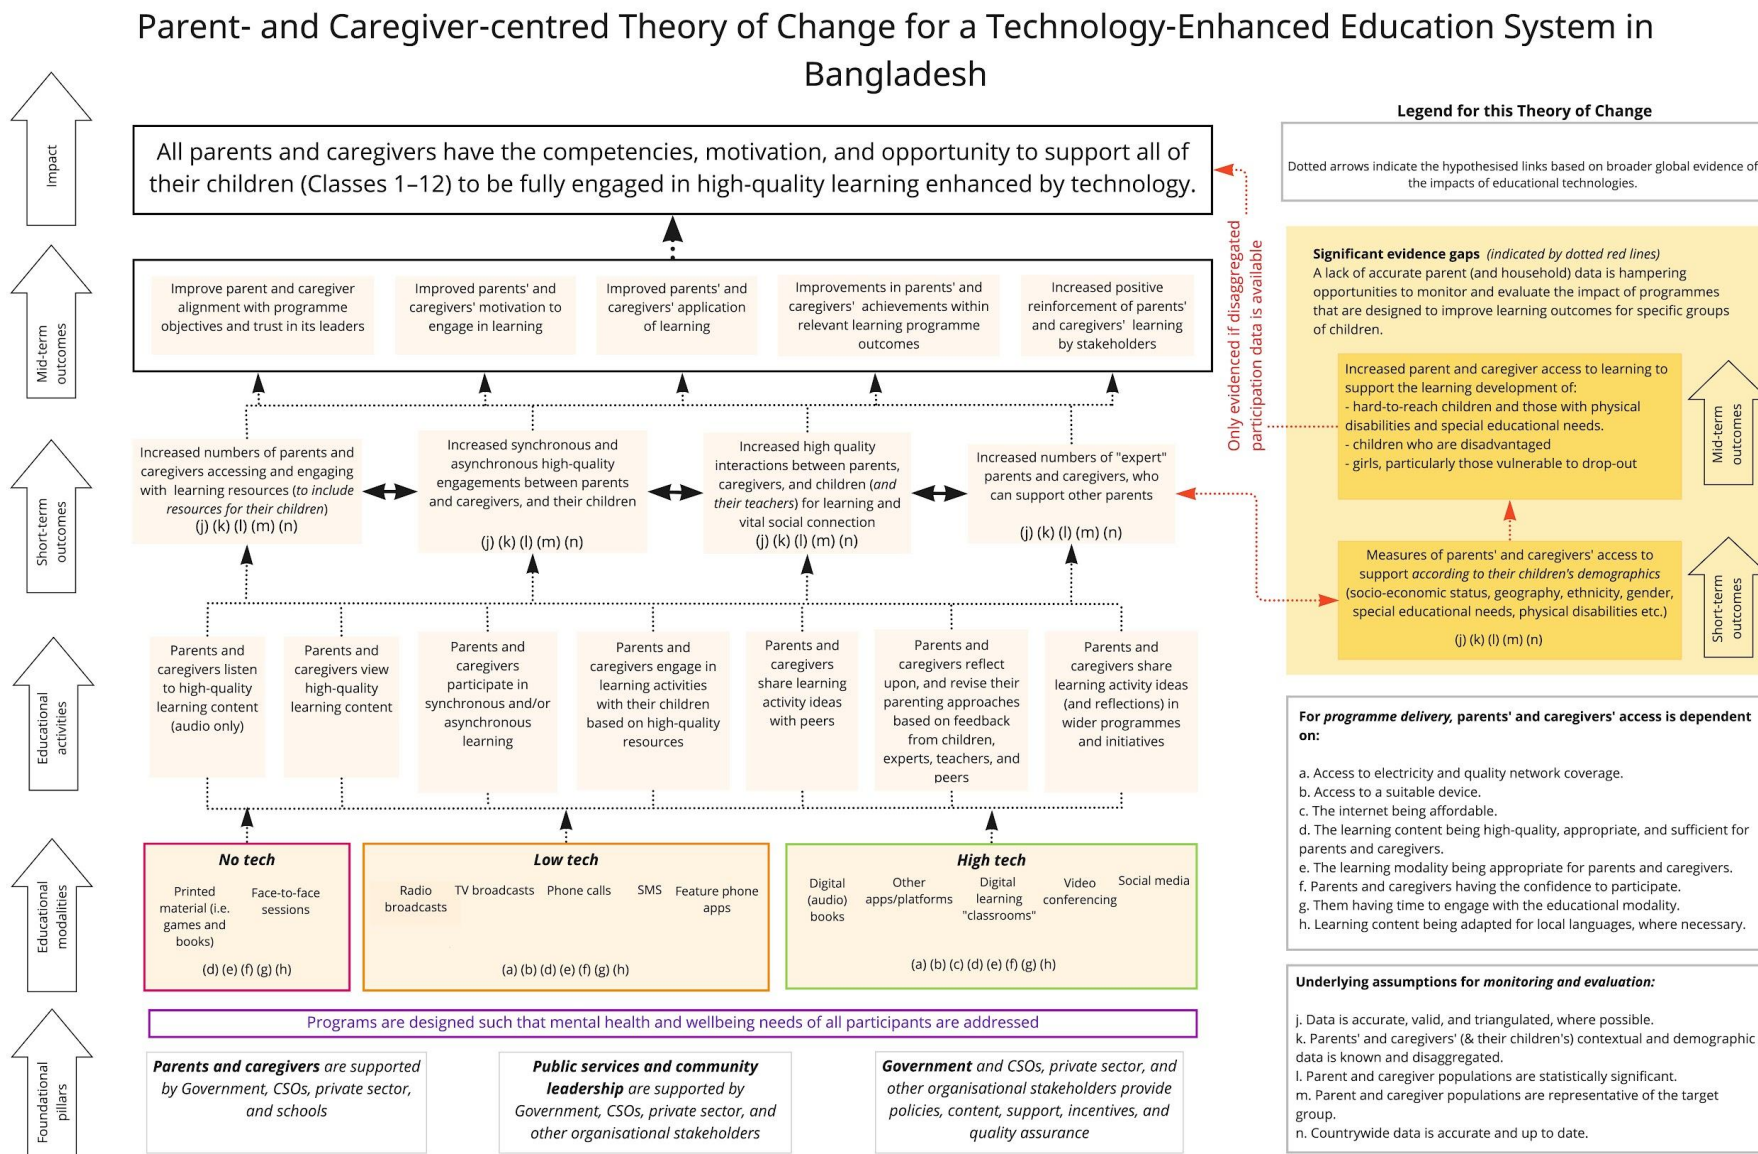 Parent- and Caregiver-centred Theory of Change for a Technology-Enhanced Education System in
Bangladesh
Impact
All parents and caregivers have the competencies, motivation, and opportunity to support all of
their children (Classes 1–12) to be fully engaged in high-quality learning enhanced by technology.
Mid-term
outcomes
Improve parent and caregiver
alignment with programme
objectives and trust in its leaders
Improved parents' and
caregivers' motivation to
engage in learning
Improved parents' and
caregivers' application
of learning
Improvements in parents' and
caregivers' achievements within
relevant learning programme
outcomes
Increased positive
reinforcement of parents'
and caregivers' learning
by stakeholders
Short-term
outcomes
Increased numbers of parents and
caregivers accessing and engaging
with learning resources (to include
resources for their children)
(j) (k) (l) (m) (n)
Increased synchronous and
asynchronous high-quality
engagements between parents
and caregivers, and their children
(j) (k) (l) (m) (n)
Increased high quality
interactions between parents,
caregivers, and children (and
their teachers) for learning and
vital social connection
(j) (k) (l) (m) (n)
Increased numbers of "expert"
parents and caregivers, who
can support other parents
(j) (k) (l) (m) (n)
Educational
activities
Parents and
caregivers listen
to high-quality
learning content
(audio only)
Parents and
caregivers view
high-quality
learning content
Parents and
caregivers
participate in
synchronous and/or
asynchronous
learning
Parents and
caregivers engage in
learning activities
with their children
based on high-quality
resources
Parents and
caregivers
share learning
activity ideas
with peers
Parents and
caregivers reflect
upon, and revise their
parenting approaches
based on feedback
from children,
experts, teachers, and
peers
Parents and
caregivers share
learning activity ideas
(and reflections) in
wider programmes
and initiatives
Educational
modalities
No tech
Printed
material (i.e.
games and
books)
Face-to-face
sessions
(d) (e) (f) (g) (h)
Low tech
Radio
broadcasts
TV broadcasts
Phone calls
SMS
Feature phone
apps
(a) (b) (d) (e) (f) (g) (h)
High tech
Digital
(audio)
books
Other
apps/platforms
Digital
learning
"classrooms"
Video
conferencing
Social media
(a) (b) (c) (d) (e) (f) (g) (h)
Foundational
pillars
Programs are designed such that mental health and wellbeing needs of all participants are addressed
Parents and caregivers are supported
by Government, CSOs, private sector,
and schools
Public services and community
leadership are supported by
Government, CSOs, private sector, and
other organisational stakeholders
Government and CSOs, private sector, and
other organisational stakeholders provide
policies, content, support, incentives, and
quality assurance
Only evidenced if disaggregated
participation data is available
Legend for this Theory of Change
Dotted arrows indicate the hypothesised links based on broader global evidence of
the impacts of educational technologies.
Significant evidence gaps (indicated by dotted red lines)
A lack of accurate parent (and household) data is hampering
opportunities to monitor and evaluate the impact of programmes
that are designed to improve learning outcomes for specific groups
of children.
Increased parent and caregiver access to learning to
support the learning development of:
- hard-to-reach children and those with physical
disabilities and special educational needs.
- children who are disadvantaged
- girls, particularly those vulnerable to drop-out
Mid-term
outcomes
Measures of parents' and caregivers' access to
support according to their children's demographics
(socio-economic status, geography, ethnicity, gender,
special educational needs, physical disabilities etc.)
(j) (k) (l) (m) (n)
Short-term
outcomes
For programme delivery, parents' and caregivers' access is dependent
on:
a. Access to electricity and quality network coverage.
b. Access to a suitable device.
c. The internet being affordable.
d. The learning content being high-quality, appropriate, and sufficient for
parents and caregivers.
e. The learning modality being appropriate for parents and caregivers.
f. Parents and caregivers having the confidence to participate.
g. Them having time to engage with the educational modality.
h. Learning content being adapted for local languages, where necessary.
Underlying assumptions for monitoring and evaluation:
j. Data is accurate, valid, and triangulated, where possible.
k. Parents' and caregivers' (& their children's) contextual and demographic
data is known and disaggregated.
l. Parent and caregiver populations are statistically significant.
m. Parent and caregiver populations are representative of the target
group.
n. Countrywide data is accurate and up to date.